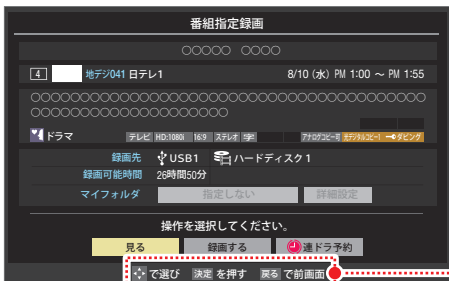 番組指定録画
○○○○○ ○○○○
4 地デジ041 日テレ1 8/10 (水) PM 1:00 ~ PM 1:55
○○○○○○○○○○○○○○○○○○○○○○○○○○○○○○○○○○○○
○○○○○○○○○○○○○○○○○○
ドラマ テレビ HD:1080i 16:9 ステレオ 字 アナログコピー可 光デジタルコピー1 ダビング
録画先 USB1 ハードディスク1
録画可能時間 26時間50分
マイフォルダ 指定しない 詳細設定
操作を選択してください。
見る 録画する 連ドラ予約
で選び 決定 を押す 戻る で前画面